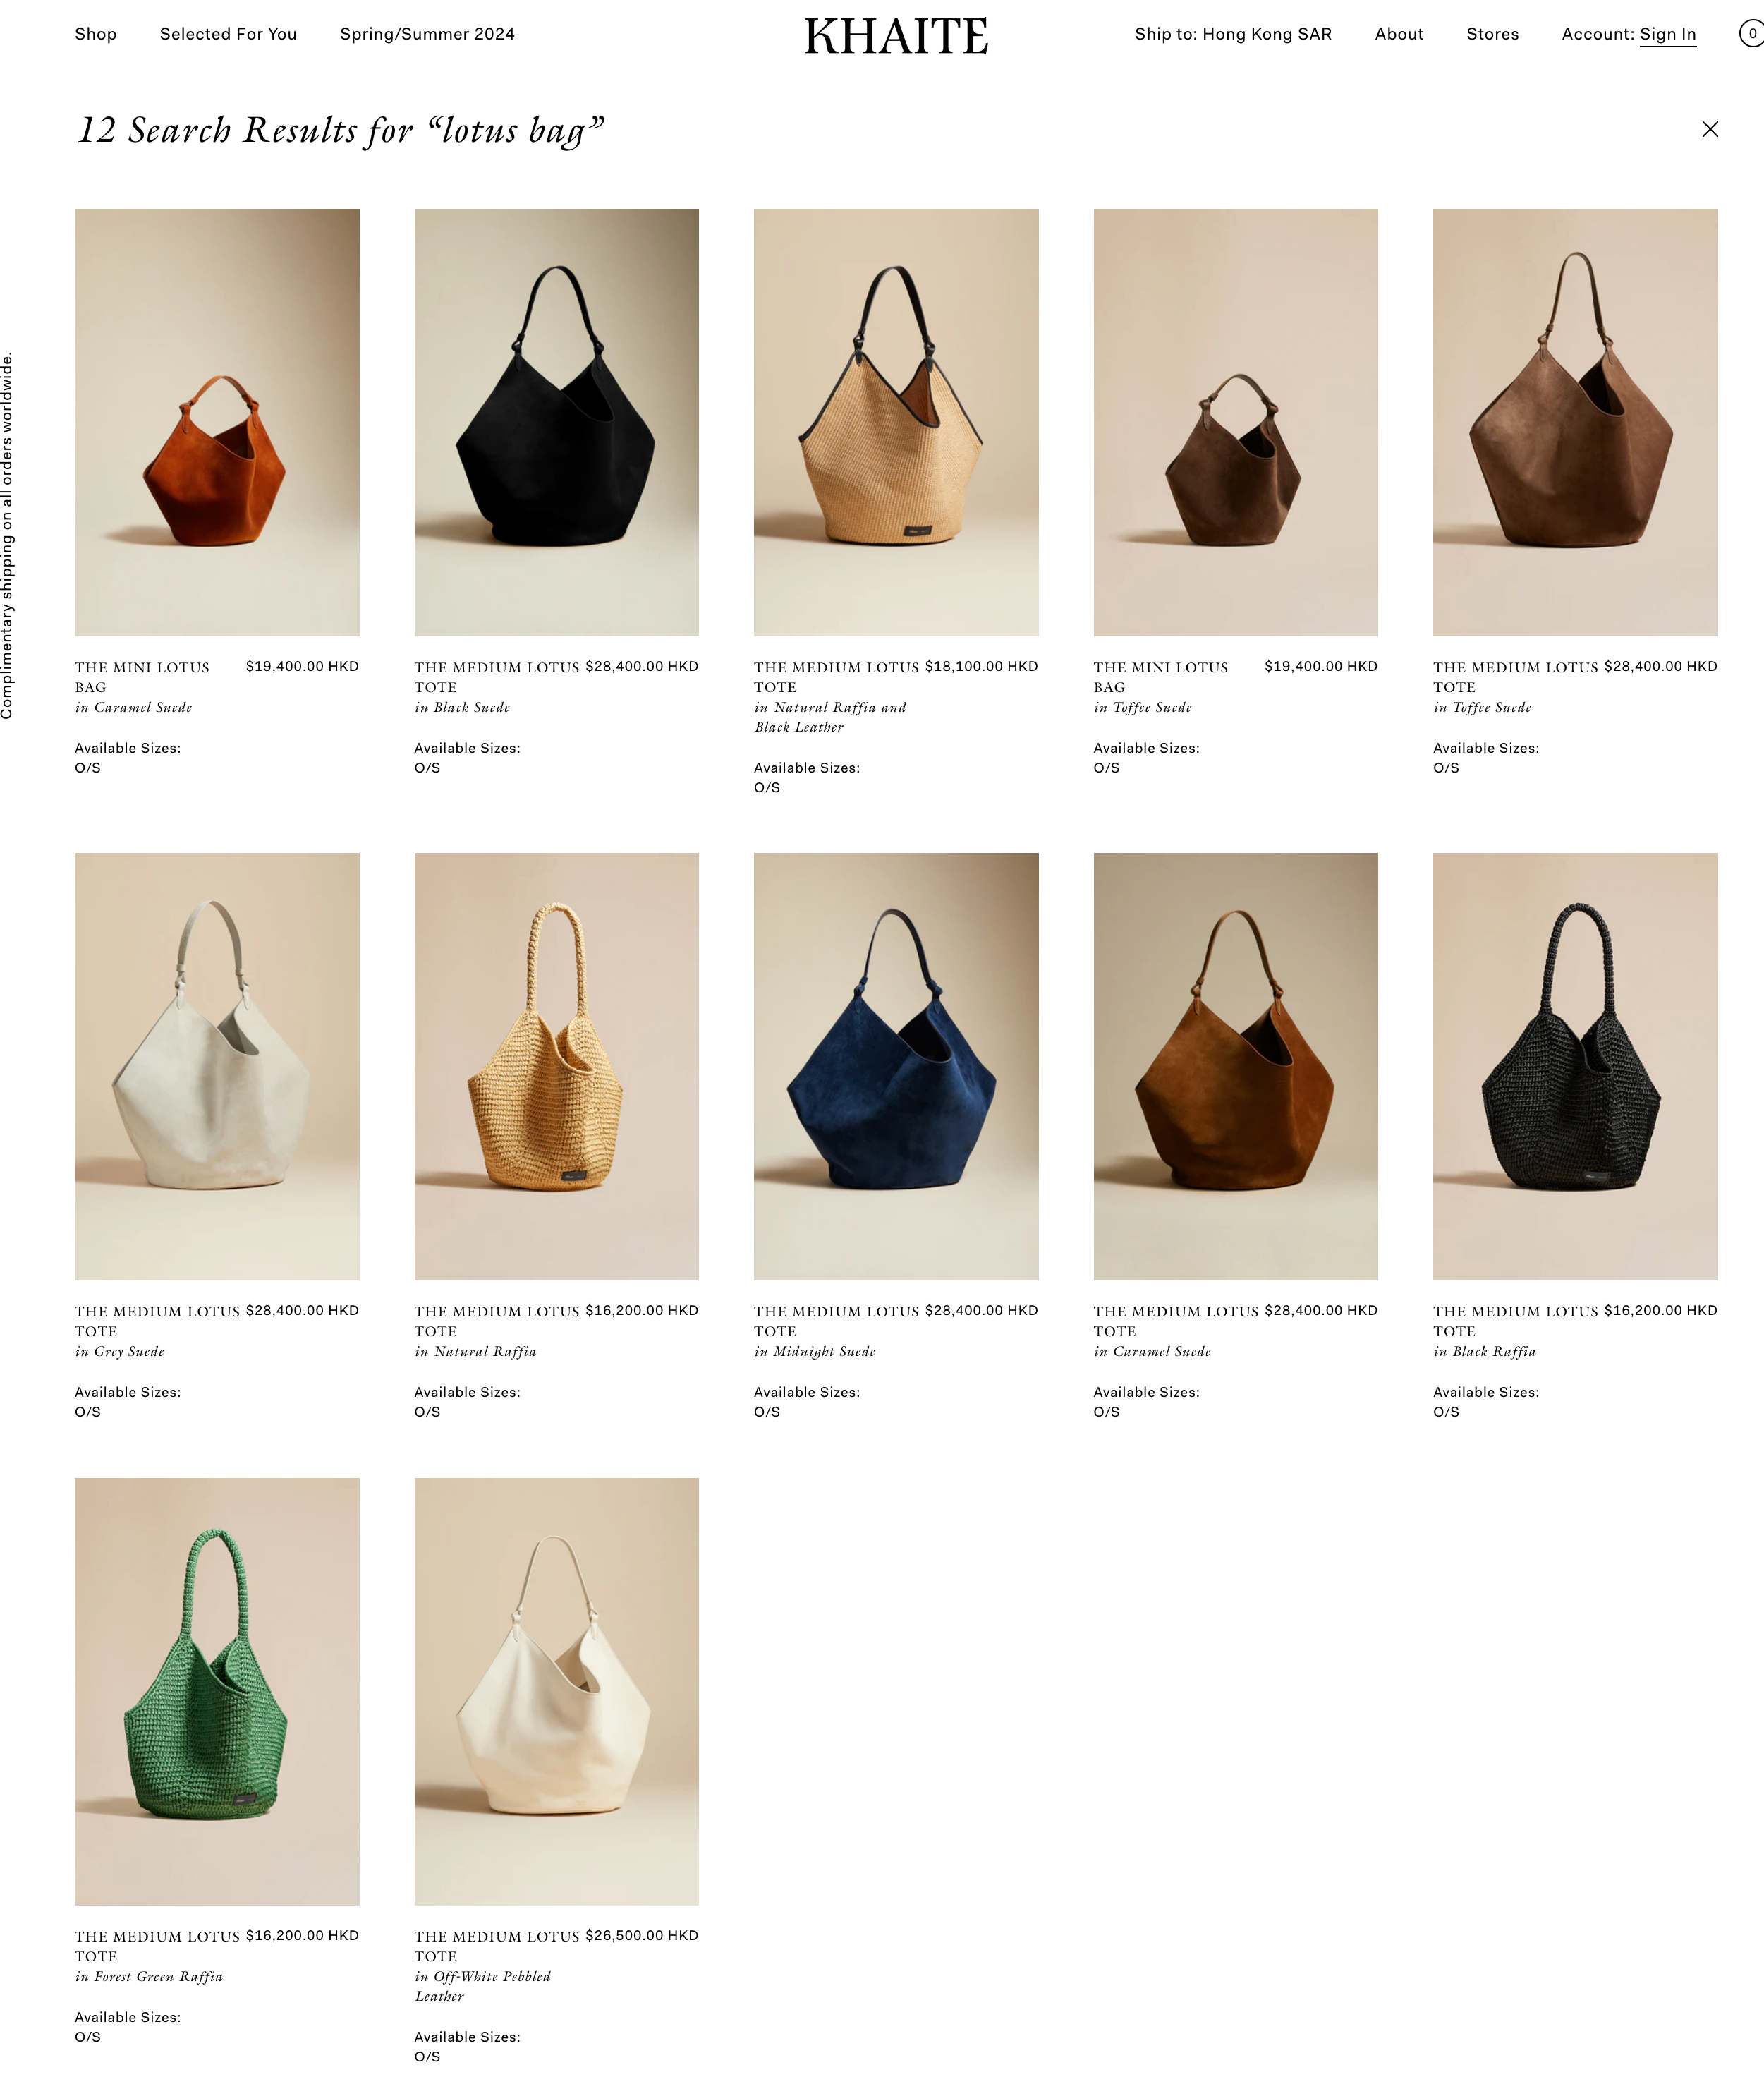 Shop Selected For You Spring/Summer 2024 KHAITE Ship to: Hong Kong SAR About Stores Account: Sign In 0
12 Search Results for “lotus bag”
Complimentary shipping on all orders worldwide.
THE MINI LOTUS BAG $19,400.00 HKD
in Caramel Suede
Available Sizes:
O/S
THE MEDIUM LOTUS $28,400.00 HKD
TOTE
in Black Suede
Available Sizes:
O/S
THE MEDIUM LOTUS $18,100.00 HKD
TOTE
in Natural Raffia and
Black Leather
Available Sizes:
O/S
THE MINI LOTUS $19,400.00 HKD
BAG
in Toffee Suede
Available Sizes:
O/S
THE MEDIUM LOTUS $28,400.00 HKD
TOTE
in Toffee Suede
Available Sizes:
O/S
THE MEDIUM LOTUS $28,400.00 HKD
TOTE
in Grey Suede
Available Sizes:
O/S
THE MEDIUM LOTUS $16,200.00 HKD
TOTE
in Natural Raffia
Available Sizes:
O/S
THE MEDIUM LOTUS $28,400.00 HKD
TOTE
in Midnight Suede
Available Sizes:
O/S
THE MEDIUM LOTUS $28,400.00 HKD
TOTE
in Caramel Suede
Available Sizes:
O/S
THE MEDIUM LOTUS $16,200.00 HKD
TOTE
in Black Raffia
Available Sizes:
O/S
THE MEDIUM LOTUS $16,200.00 HKD
TOTE
in Forest Green Raffia
Available Sizes:
O/S
THE MEDIUM LOTUS $26,500.00 HKD
TOTE
in Off-White Pebbled
Leather
Available Sizes:
O/S